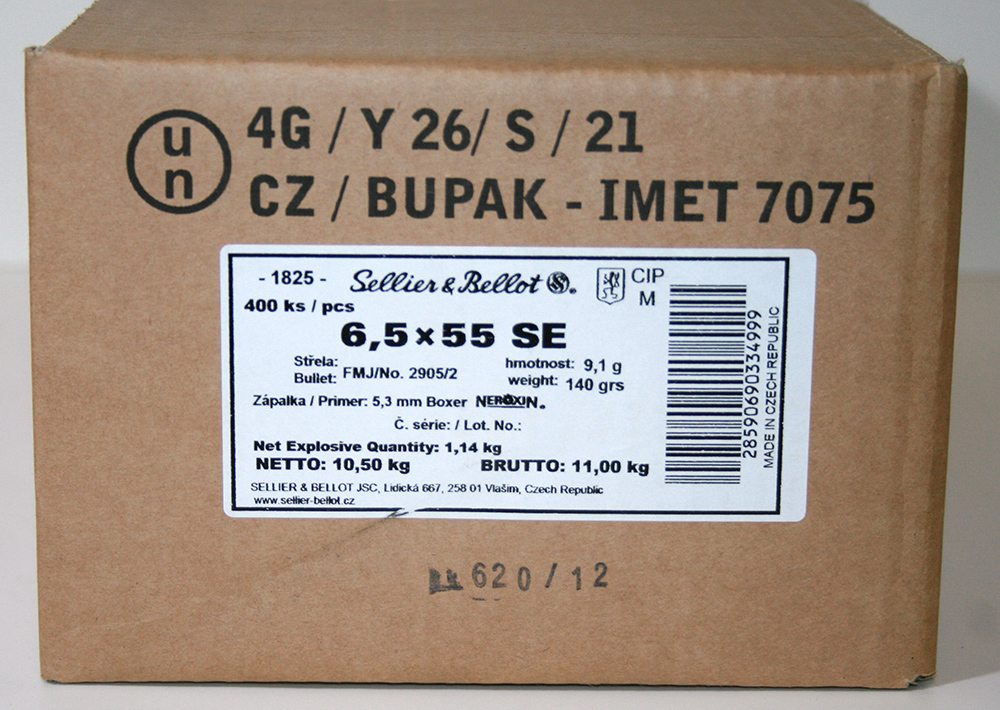 un
4G / Y 26/ S / 21
CZ / BUPAK - IMET 7075
- 1825 - Sellier & Bellot S&B® CIP M
400 ks / pcs
6,5×55 SE
Střela: hmotnost: 9,1 g
Bullet: FMJ/No. 2905/2 weight: 140 grs
Zápalka / Primer: 5,3 mm Boxer NEROXIN®
Č. série: / Lot. No.:
Net Explosive Quantity: 1,14 kg
NETTO: 10,50 kg BRUTTO: 11,00 kg
SELLIER & BELLOT JSC, Lidická 667, 258 01 Vlašim, Czech Republic
www.sellier-bellot.cz
28590690334999
MADE IN CZECH REPUBLIC
620 / 12